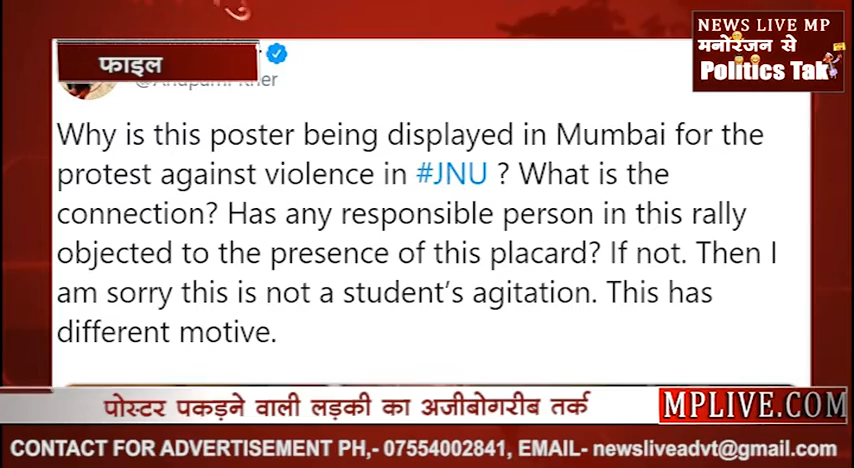 NEWS LIVE MP
मनोरंजन से
Politics Tak
फाइल
Why is this poster being displayed in Mumbai for the
protest against violence in #JNU ? What is the
connection? Has any responsible person in this rally
objected to the presence of this placard? If not. Then I
am sorry this is not a student's agitation. This has
different motive.
पोस्टर पकड़ने वाली लड़की का अजीबोगरीब तर्क
MPLIVE.COM
CONTACT FOR ADVERTISEMENT PH,- 07554002841, EMAIL- newsliveadvt@gmail.com